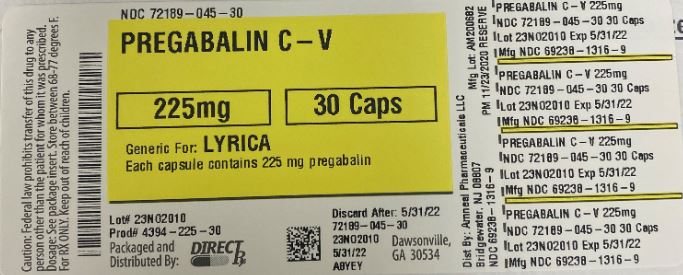 Caution: Federal law prohibits transfer of this drug to any
person other than the patient for whom it was prescribed.
Dosage: See package insert. Store between 68-77 degrees F.
For RX ONLY. Keep out of reach of children.
NDC 72189-045-30
PREGABALIN C-V
225mg
30 Caps
Generic For: LYRICA
Each capsule contains 225 mg pregabalin
Lot# 23NO2010
Prod# 4394-225-30
Packaged and
Distributed By: DIRECT Rx
Discard After: 5/31/22
72189-045-30
23NO2010
5/31/22
ABYEY
Dawsonville,
GA 30534
Mfg Lot: AM200682
PM 11/23/2020 RESERVE
Dist By: Amneal Pharmaceuticals LLC
Bridgewater, NJ 08807
NDC 69238-1316-9
PREGABALIN C-V 225mg
NDC 72189-045-30 30 Caps
Lot 23NO2010 Exp 5/31/22
Mfg NDC 69238-1316-9
PREGABALIN C-V 225mg
NDC 72189-045-30 30 Caps
Lot 23NO2010 Exp 5/31/22
Mfg NDC 69238-1316-9
PREGABALIN C-V 225mg
NDC 72189-045-30 30 Caps
Lot 23NO2010 Exp 5/31/22
Mfg NDC 69238-1316-9
PREGABALIN C-V 225mg
NDC 72189-045-30 30 Caps
Lot 23NO2010 Exp 5/31/22
Mfg NDC 69238-1316-9